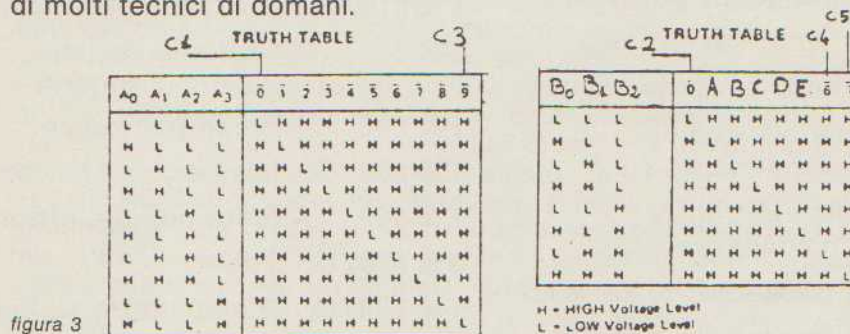 di molti tecnici di domani.
C1 TRUTH TABLE C3
A0 A1 A2 A3 0̄ 1̄ 2̄ 3̄ 4̄ 5̄ 6̄ 7̄ 8̄ 9̄
L L L L L H H H H H H H H H
H L L L H L H H H H H H H H
L H L L H H L H H H H H H H
H H L L H H H L H H H H H H
L L H L H H H H L H H H H H
H L H L H H H H H L H H H H
L H H L H H H H H H L H H H
H H H L H H H H H H H L H H
L L L H H H H H H H H H L H
H L L H H H H H H H H H H L
figura 3
C2 TRUTH TABLE C4 C5
B0 B1 B2 0̄ A B C D E 6̄
L L L L H H H H H H H
H L L H L H H H H H H
L H L H H L H H H H H
H H L H H H L H H H H
L L H H H H H L H H H
H L H H H H H H L H H
L H H H H H H H H L H
H H H H H H H H H H L
H = HIGH Voltage Level
L = LOW Voltage Level